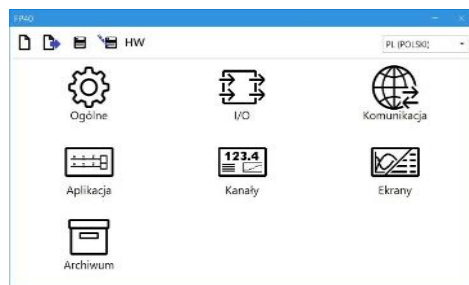 FP40
HW
PL (POLSKI)
Ogólne
I/O
Komunikacja
123.4
Aplikacja
Kanały
Ekrany
Archiwum